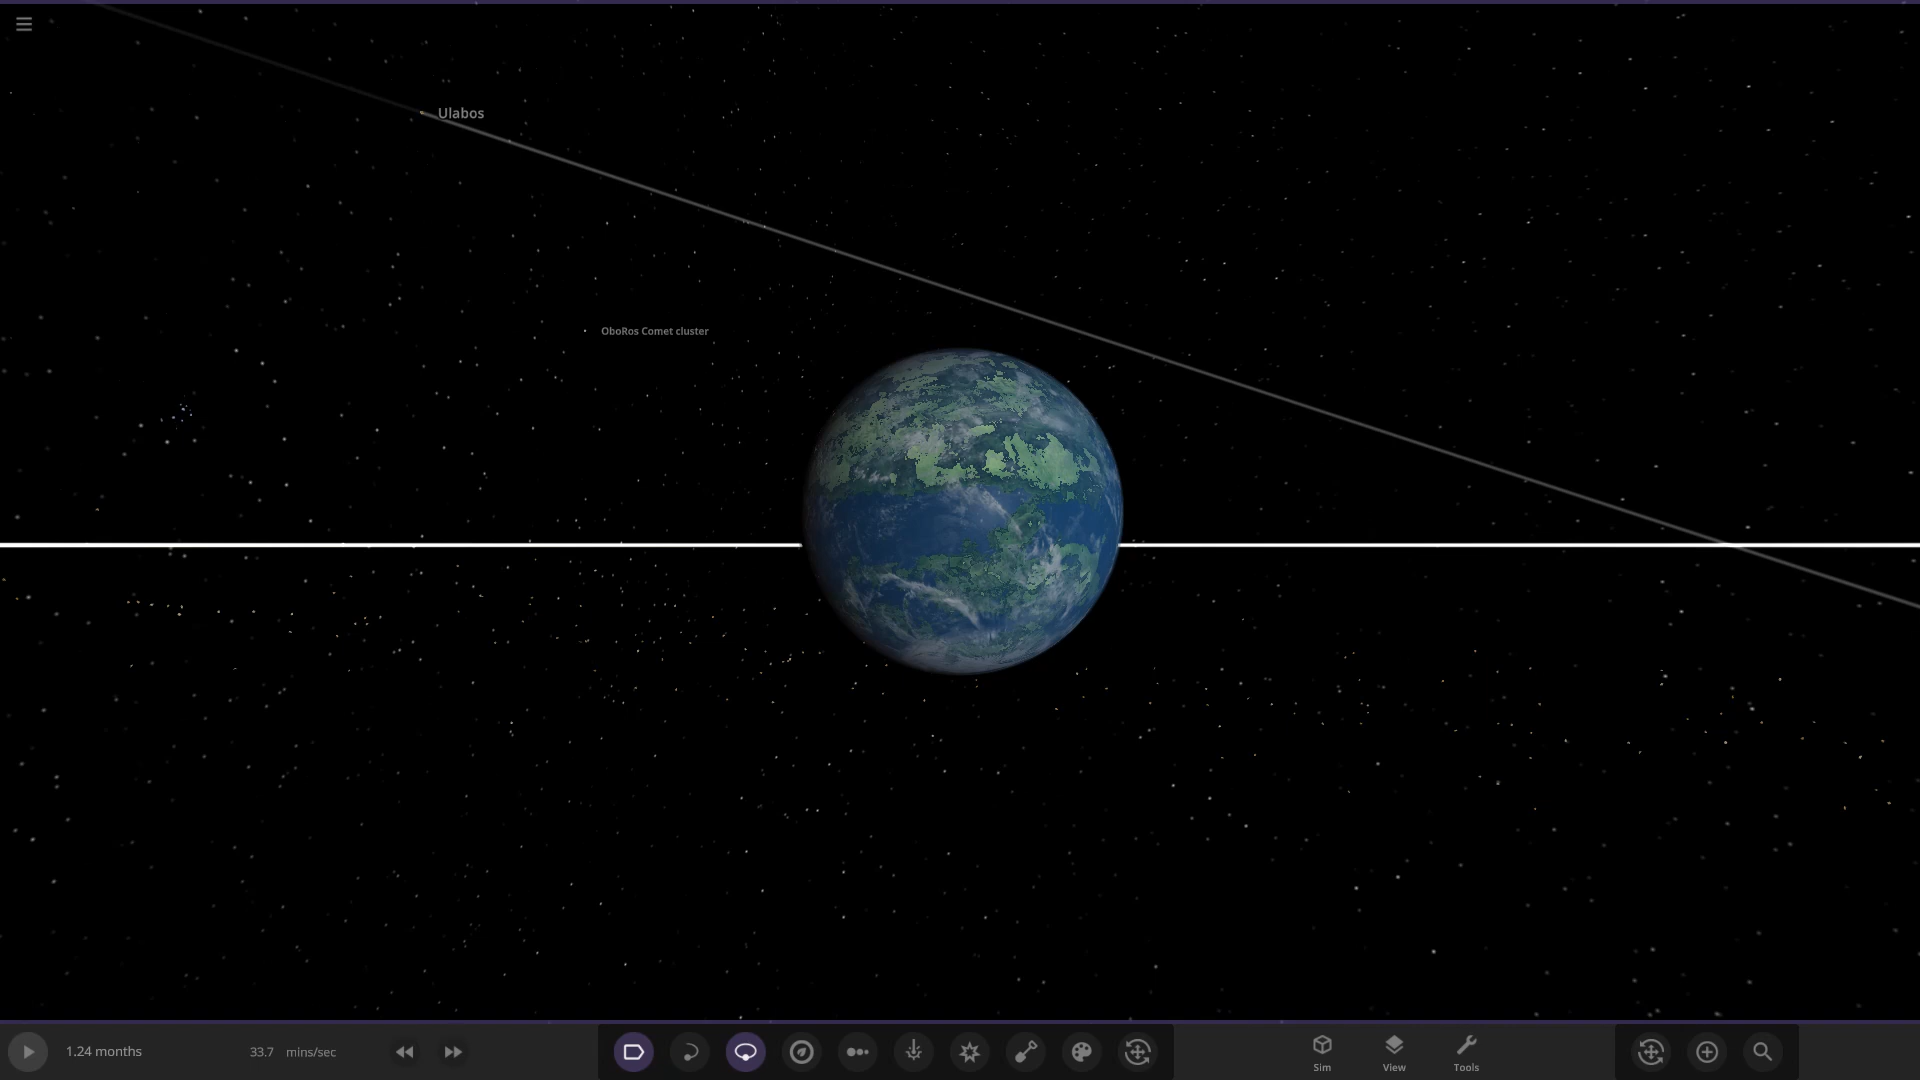 Ulabos
OboRos Comet cluster
1.24 months
33.7 mins/sec
Sim
View
Tools